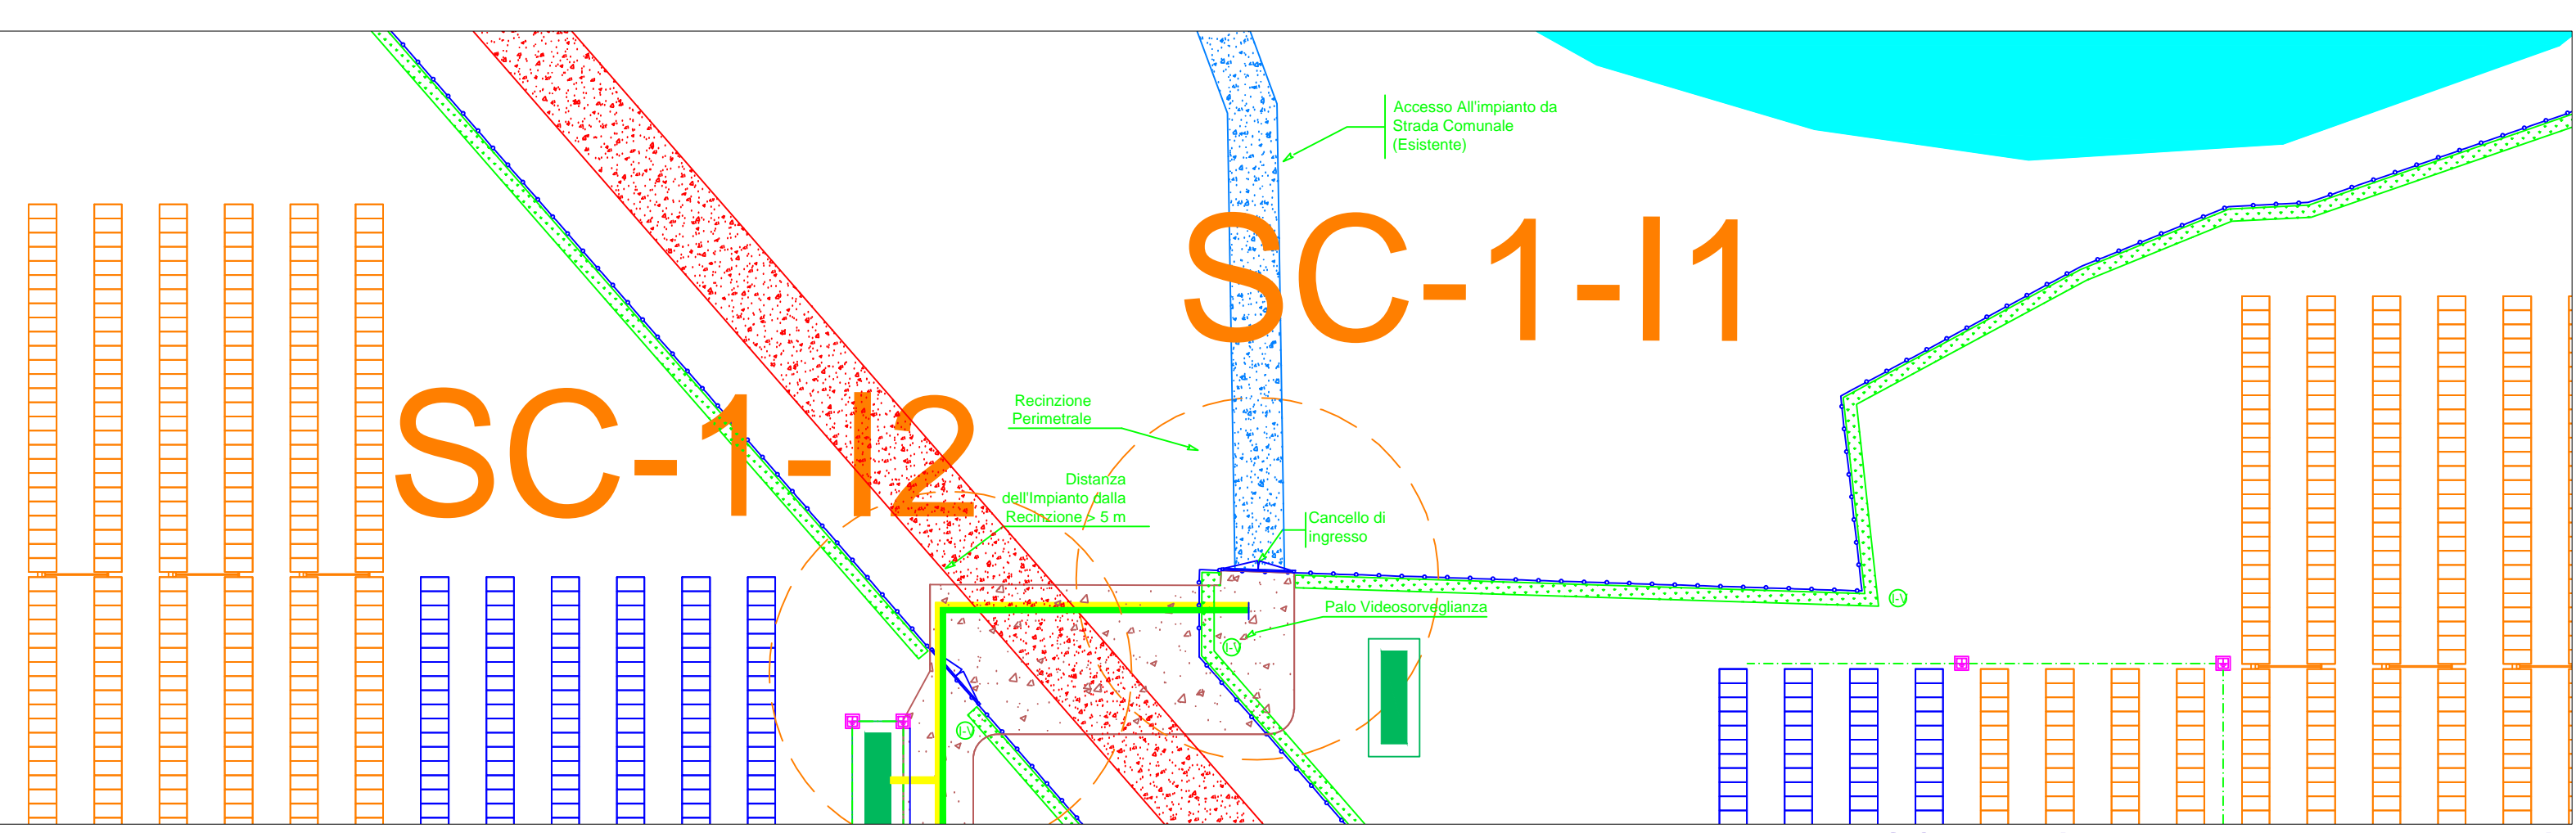 Accesso All'impianto da
Strada Comunale
(Esistente)
SC-1-I1
SC-1-I2
Recinzione
Perimetrale
Distanza
dell'Impianto dalla
Recinzione > 5 m
Cancello di
ingresso
Palo Videosorveglianza
I-V
I-V
I-V